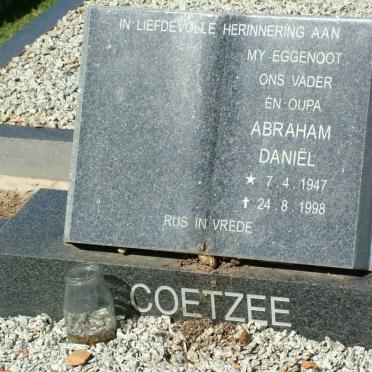 IN LIEFDEVOLLE HERINNERING AAN
MY EGGENOOT
ONS VADER
EN OUPA
ABRAHAM
DANIËL
★ 7. 4. 1947
✝ 24. 8. 1998
RUS IN VREDE
COETZEE